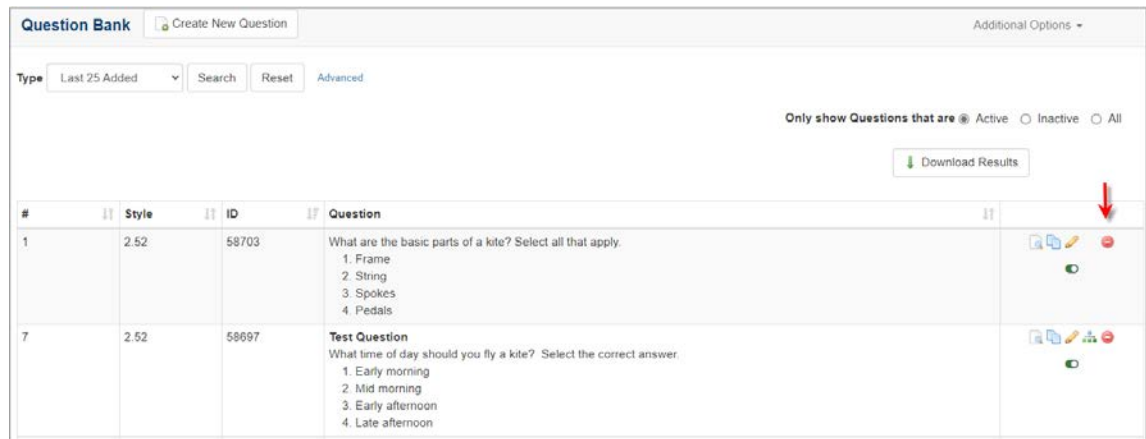 Question Bank Create New Question Additional Options
Type Last 25 Added Search Reset Advanced
Only show Questions that are Active Inactive All
Download Results
# Style ID Question
1 2.52 58703 What are the basic parts of a kite? Select all that apply.
1. Frame
2. String
3. Spokes
4. Pedals
7 2.52 58697 Test Question
What time of day should you fly a kite? Select the correct answer.
1. Early morning
2. Mid morning
3. Early afternoon
4. Late afternoon